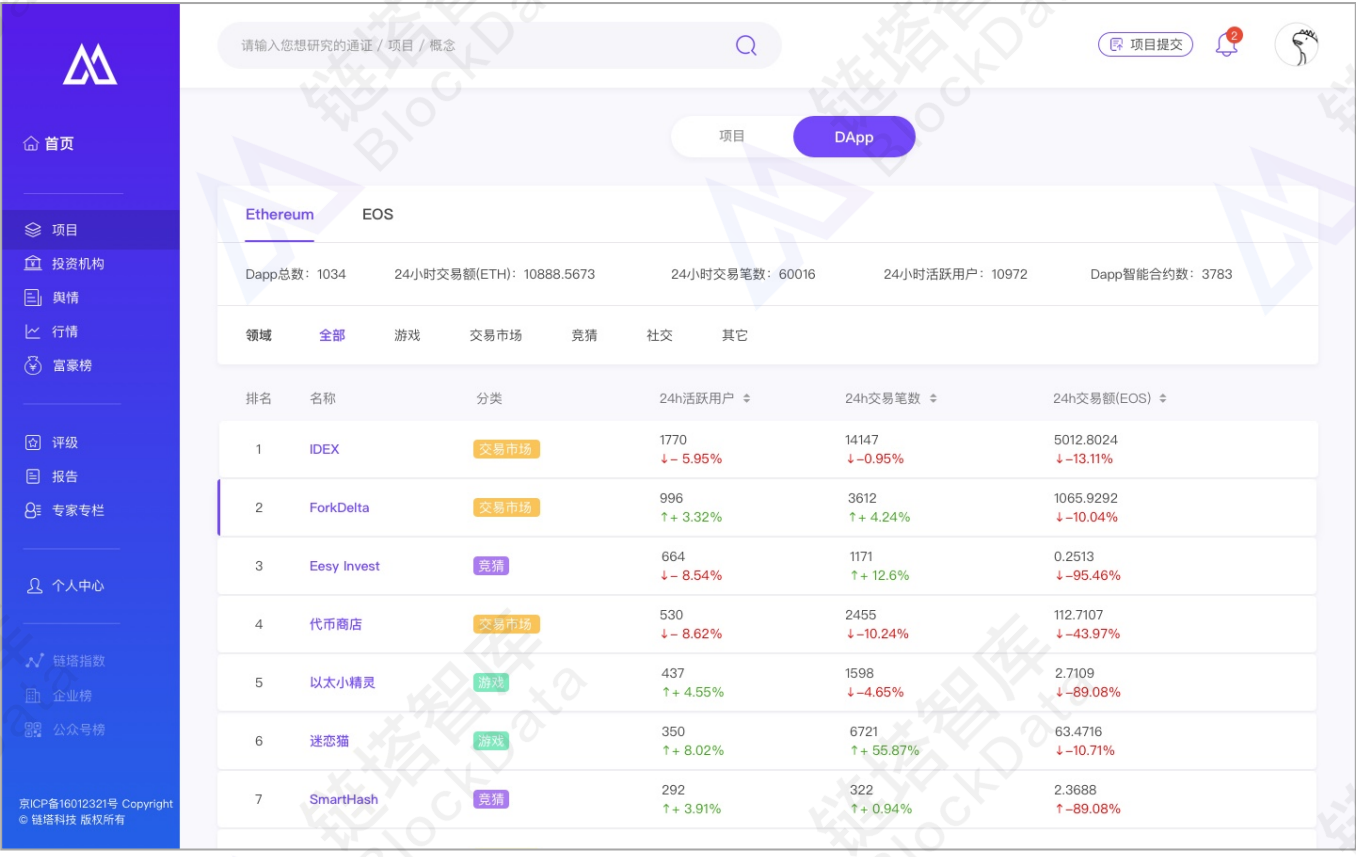 请输入您想研究的通证 / 项目 / 概念
项目提交
2
首页
项目
投资机构
舆情
行情
富豪榜
评级
报告
专家专栏
个人中心
链塔指数
企业榜
公众号榜
京ICP备16012321号 Copyright
© 链塔科技 版权所有
项目 DApp
Ethereum EOS
Dapp总数：1034 24小时交易额(ETH)：10888.5673 24小时交易笔数：60016 24小时活跃用户：10972 Dapp智能合约数：3783
领域 全部 游戏 交易市场 竞猜 社交 其它
排名 名称 分类 24h活跃用户 24h交易笔数 24h交易额(EOS)
1 IDEX 交易市场 1770 14147 5012.8024
↓– 5.95% ↓–0.95% ↓–13.11%
2 ForkDelta 交易市场 996 3612 1065.9292
↑+ 3.32% ↑+ 4.24% ↓–10.04%
3 Eesy Invest 竞猜 664 1171 0.2513
↓– 8.54% ↑+ 12.6% ↓–95.46%
4 代币商店 交易市场 530 2455 112.7107
↓– 8.62% ↓–10.24% ↓–43.97%
5 以太小精灵 游戏 437 1598 2.7109
↑+ 4.55% ↓–4.65% ↓–89.08%
6 迷恋猫 游戏 350 6721 63.4716
↑+ 8.02% ↑+ 55.87% ↓–10.71%
7 SmartHash 竞猜 292 322 2.3688
↑+ 3.91% ↑+ 0.94% ↑–89.08%
链塔智库
BlockData